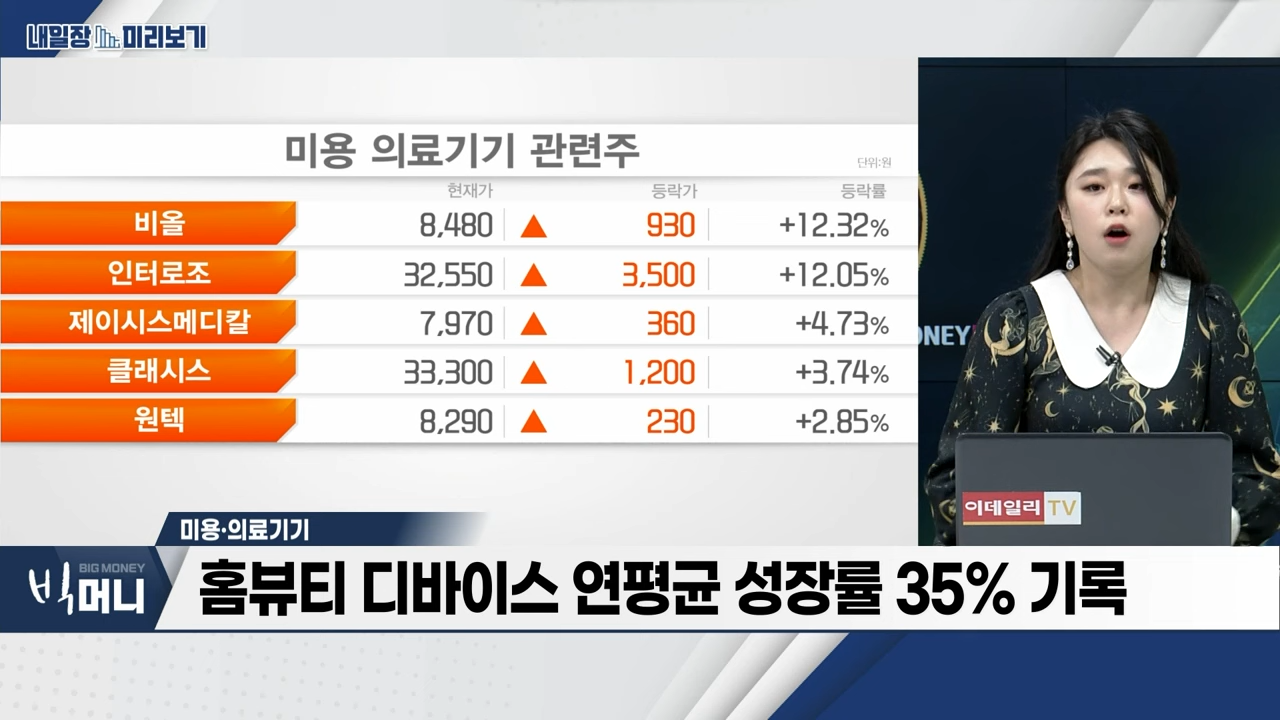 내일장 미리보기
미용 의료기기 관련주
단위:원
현재가 등락가 등락률
비올 8,480 ▲ 930 +12.32%
인터로조 32,550 ▲ 3,500 +12.05%
제이시스메디칼 7,970 ▲ 360 +4.73%
클래시스 33,300 ▲ 1,200 +3.74%
원텍 8,290 ▲ 230 +2.85%
ONEY
이데일리 TV
미용·의료기기
BIG MONEY
빅머니
홈뷰티 디바이스 연평균 성장률 35% 기록